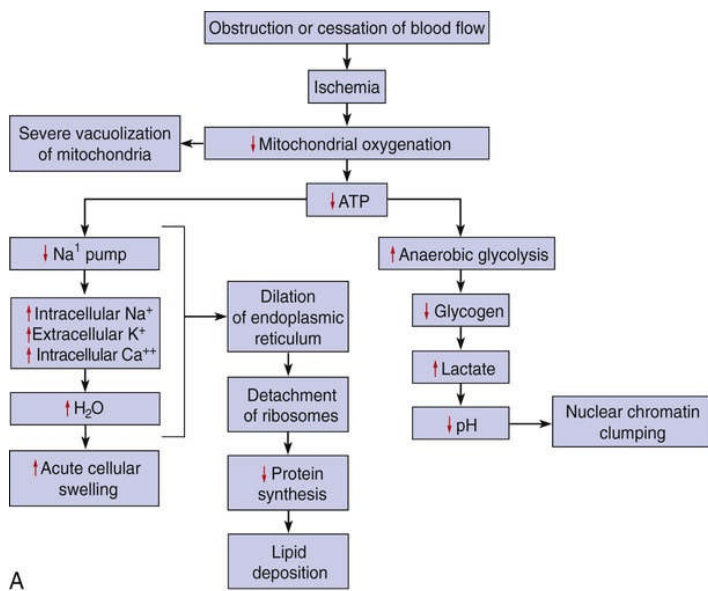 Obstruction or cessation of blood flow
Ischemia
Severe vacuolization
of mitochondria
↓Mitochondrial oxygenation
↓ATP
↓ Na¹ pump
↑Intracellular Na⁺
↑Extracellular K⁺
↑ Intracellular Ca⁺⁺
↑H₂O
↑Acute cellular
swelling
Dilation
of endoplasmic
reticulum
Detachment
of ribosomes
↓ Protein
synthesis
Lipid
deposition
↑ Anaerobic glycolysis
↓ Glycogen
↑ Lactate
↓ pH
Nuclear chromatin
clumping
A